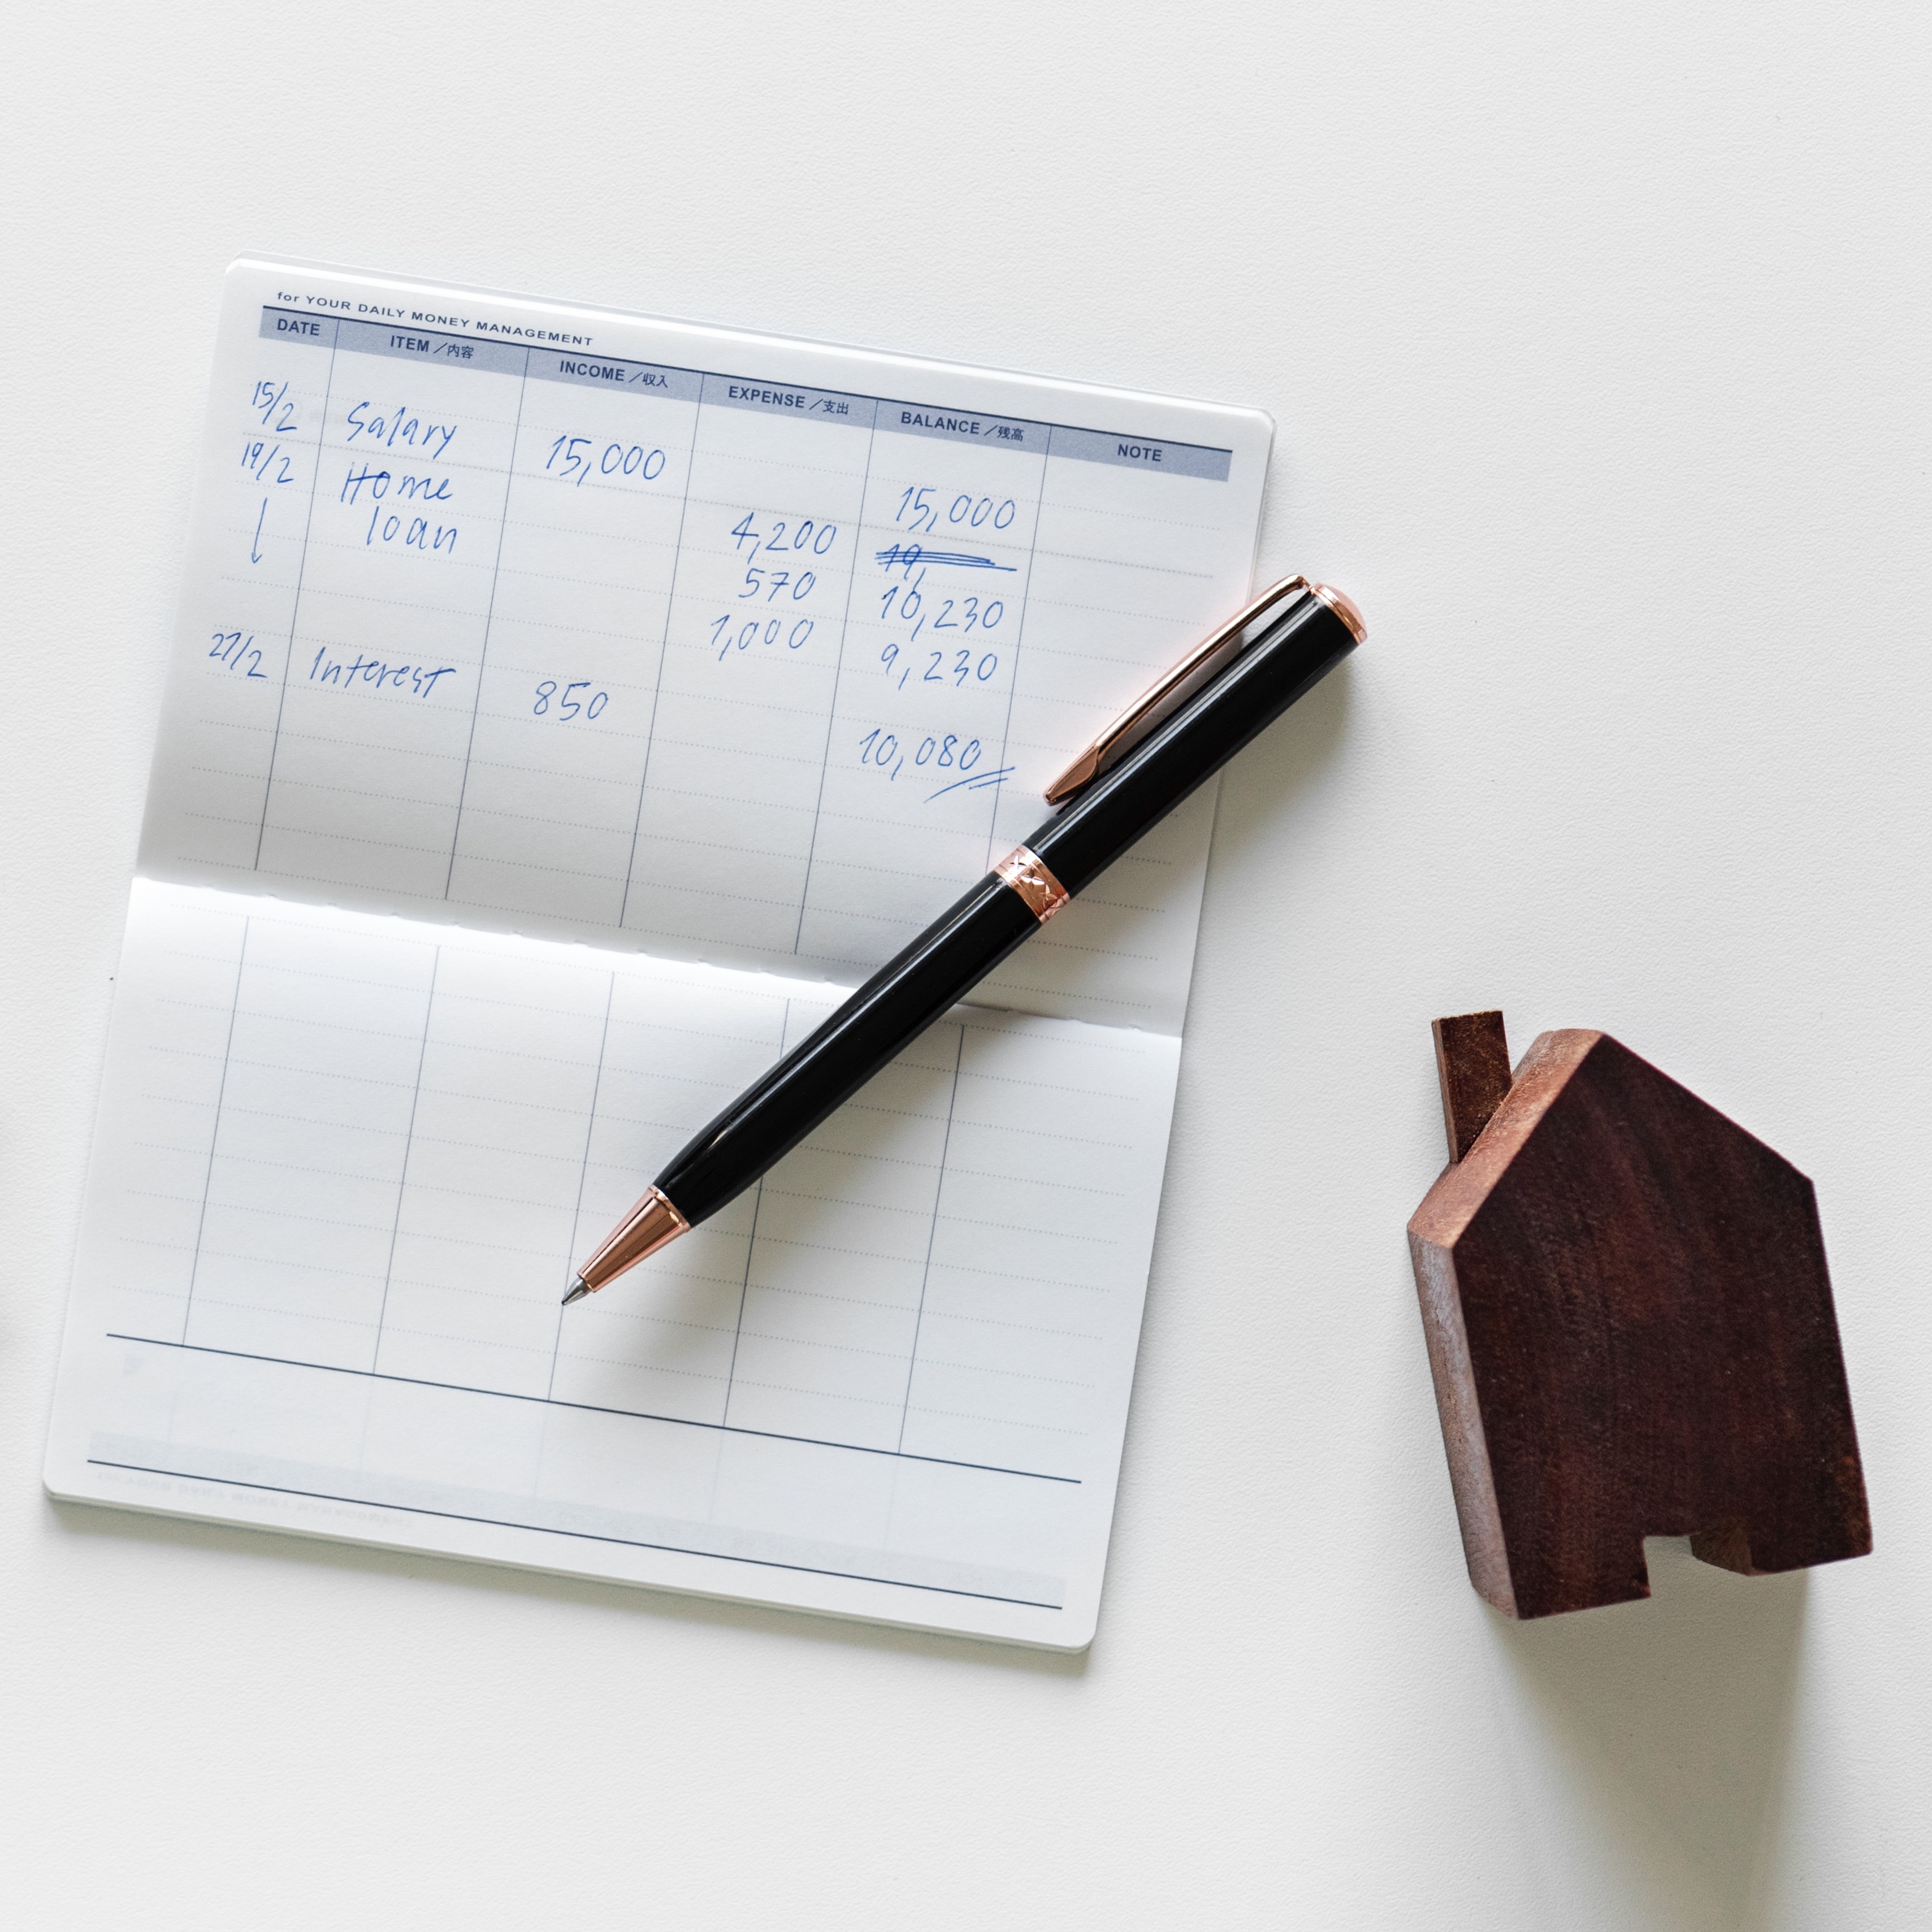 for YOUR DAILY MONEY MANAGEMENT
DATE ITEM／内容 INCOME／収入 EXPENSE／支出 BALANCE／残高 NOTE
15/2 Salary 15,000 15,000
19/2 Home 4,200 19,
loan 570 10,230
1,000 9,230
27/2 Interest 850
10,080